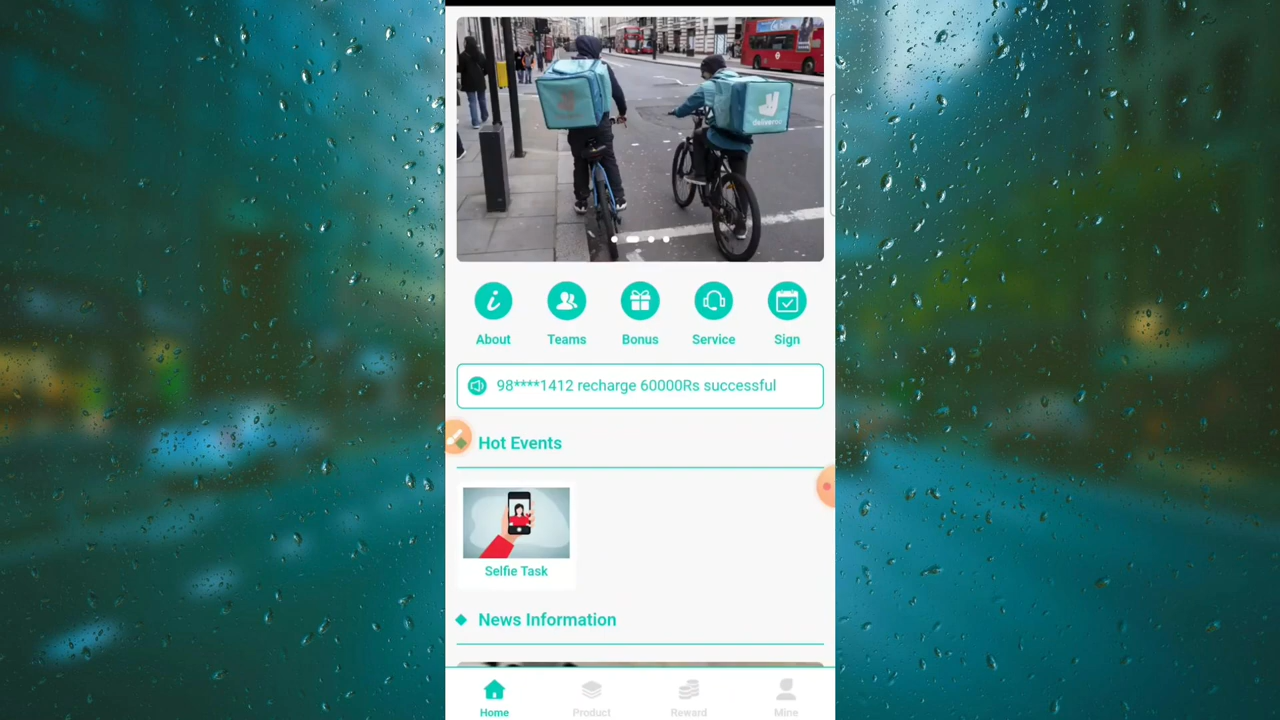 deliveroo
About
Teams
Bonus
Service
Sign
98****1412 recharge 60000Rs successful
Hot Events
Selfie Task
News Information
Home
Product
Reward
Mine